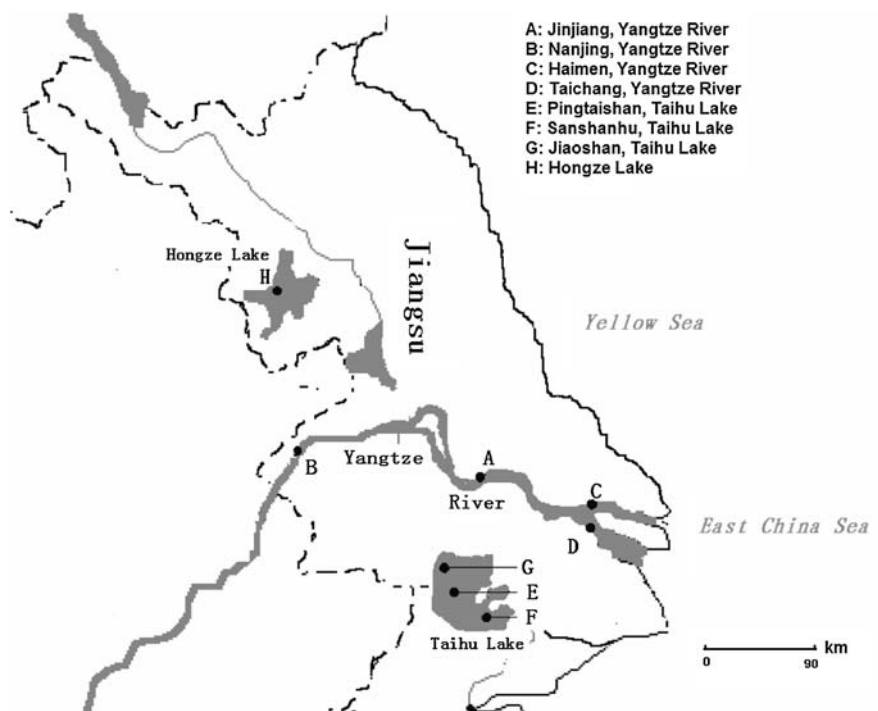 A: Jinjiang, Yangtze River
B: Nanjing, Yangtze River
C: Haimen, Yangtze River
D: Taichang, Yangtze River
E: Pingtaishan, Taihu Lake
F: Sanshanhu, Taihu Lake
G: Jiaoshan, Taihu Lake
H: Hongze Lake
Hongze Lake
H
Jiangsu
Yellow Sea
B
Yangtze
A
River
C
D
East China Sea
G
E
F
Taihu Lake
km
0 90